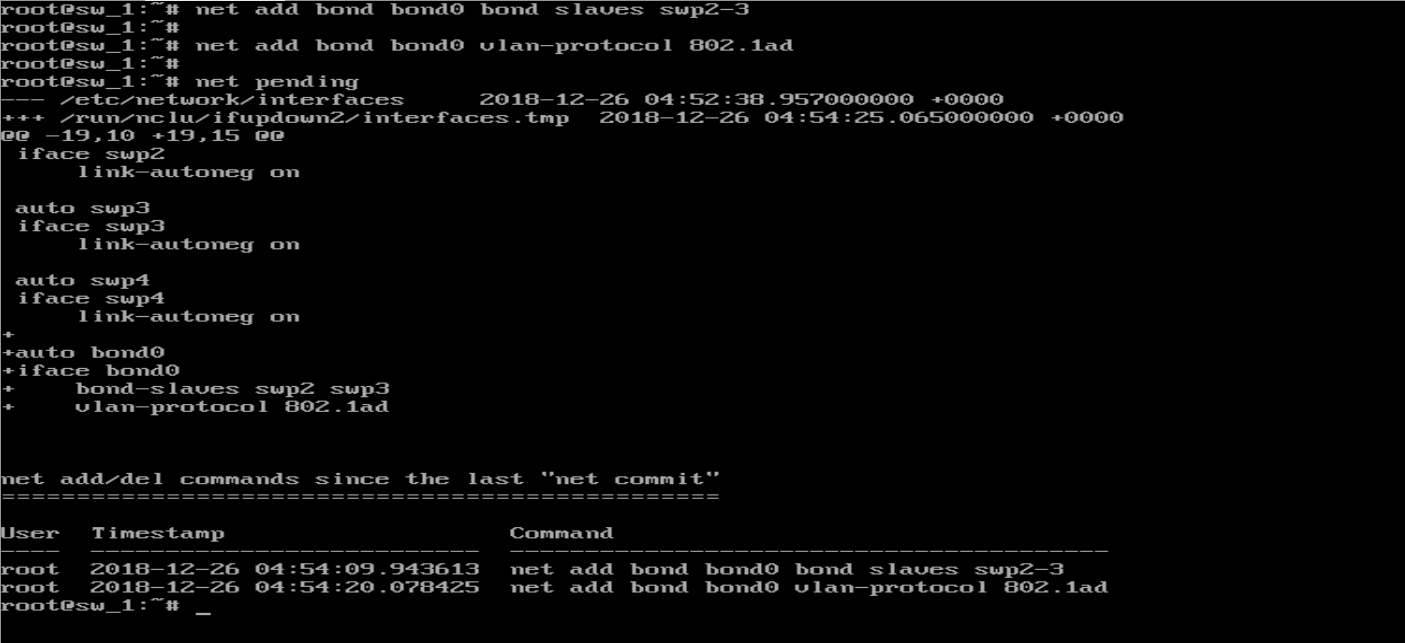 root@sw_1:~# net add bond bond0 bond slaves swp2-3
root@sw_1:~#
root@sw_1:~# net add bond bond0 vlan-protocol 802.1ad
root@sw_1:~#
root@sw_1:~# net pending
--- /etc/network/interfaces     2018-12-26 04:52:38.957000000 +0000
+++ /run/nclu/ifupdown2/interfaces.tmp  2018-12-26 04:54:25.065000000 +0000
@@ -19,10 +19,15 @@
 iface swp2
     link-autoneg on
 auto swp3
 iface swp3
     link-autoneg on
 auto swp4
 iface swp4
     link-autoneg on
+
+auto bond0
+iface bond0
+    bond-slaves swp2 swp3
+    vlan-protocol 802.1ad
net add/del commands since the last "net commit"
================================================
User  Timestamp                   Command
----  --------------------------  ----------------------------------------
root  2018-12-26 04:54:09.943613  net add bond bond0 bond slaves swp2-3
root  2018-12-26 04:54:20.078425  net add bond bond0 vlan-protocol 802.1ad
root@sw_1:~# _